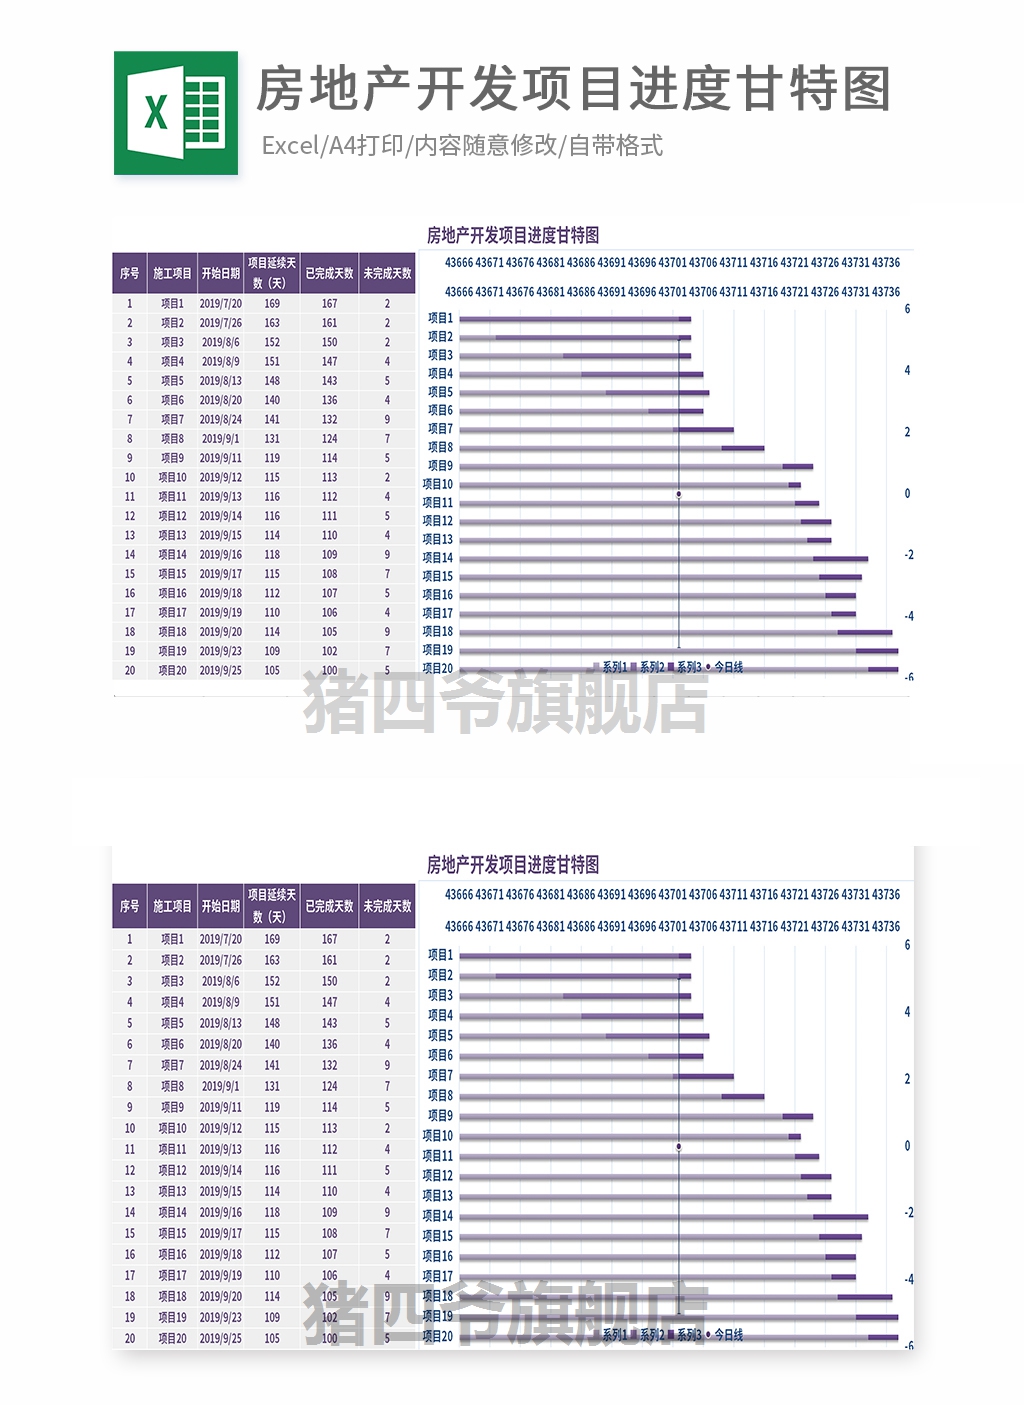 X
房地产开发项目进度甘特图
Excel/A4打印/内容随意修改/自带格式
房地产开发项目进度甘特图
序号 施工项目 开始日期 项目延续天数（天） 已完成天数 未完成天数
1 项目1 2019/7/20 169 167 2
2 项目2 2019/7/26 163 161 2
3 项目3 2019/8/6 152 150 2
4 项目4 2019/8/9 151 147 4
5 项目5 2019/8/13 148 143 5
6 项目6 2019/8/20 140 136 4
7 项目7 2019/8/24 141 132 9
8 项目8 2019/9/1 131 124 7
9 项目9 2019/9/11 119 114 5
10 项目10 2019/9/12 115 113 2
11 项目11 2019/9/13 116 112 4
12 项目12 2019/9/14 116 111 5
13 项目13 2019/9/15 114 110 4
14 项目14 2019/9/16 118 109 9
15 项目15 2019/9/17 115 108 7
16 项目16 2019/9/18 112 107 5
17 项目17 2019/9/19 110 106 4
18 项目18 2019/9/20 114 105 9
19 项目19 2019/9/23 109 102 7
20 项目20 2019/9/25 105 100 5
43666 43671 43676 43681 43686 43691 43696 43701 43706 43711 43716 43721 43726 43731 43736
43666 43671 43676 43681 43686 43691 43696 43701 43706 43711 43716 43721 43726 43731 43736
项目1
项目2
项目3
项目4
项目5
项目6
项目7
项目8
项目9
项目10
项目11
项目12
项目13
项目14
项目15
项目16
项目17
项目18
项目19
项目20
6
4
2
0
-2
-4
-6
系列1 系列2 系列3 今日线
猪四爷旗舰店
房地产开发项目进度甘特图
序号 施工项目 开始日期 项目延续天数（天） 已完成天数 未完成天数
1 项目1 2019/7/20 169 167 2
2 项目2 2019/7/26 163 161 2
3 项目3 2019/8/6 152 150 2
4 项目4 2019/8/9 151 147 4
5 项目5 2019/8/13 148 143 5
6 项目6 2019/8/20 140 136 4
7 项目7 2019/8/24 141 132 9
8 项目8 2019/9/1 131 124 7
9 项目9 2019/9/11 119 114 5
10 项目10 2019/9/12 115 113 2
11 项目11 2019/9/13 116 112 4
12 项目12 2019/9/14 116 111 5
13 项目13 2019/9/15 114 110 4
14 项目14 2019/9/16 118 109 9
15 项目15 2019/9/17 115 108 7
16 项目16 2019/9/18 112 107 5
17 项目17 2019/9/19 110 106 4
18 项目18 2019/9/20 114 105 9
19 项目19 2019/9/23 109 102 7
20 项目20 2019/9/25 105 100 5
43666 43671 43676 43681 43686 43691 43696 43701 43706 43711 43716 43721 43726 43731 43736
43666 43671 43676 43681 43686 43691 43696 43701 43706 43711 43716 43721 43726 43731 43736
项目1
项目2
项目3
项目4
项目5
项目6
项目7
项目8
项目9
项目10
项目11
项目12
项目13
项目14
项目15
项目16
项目17
项目18
项目19
项目20
6
4
2
0
-2
-4
-6
系列1 系列2 系列3 今日线
猪四爷旗舰店